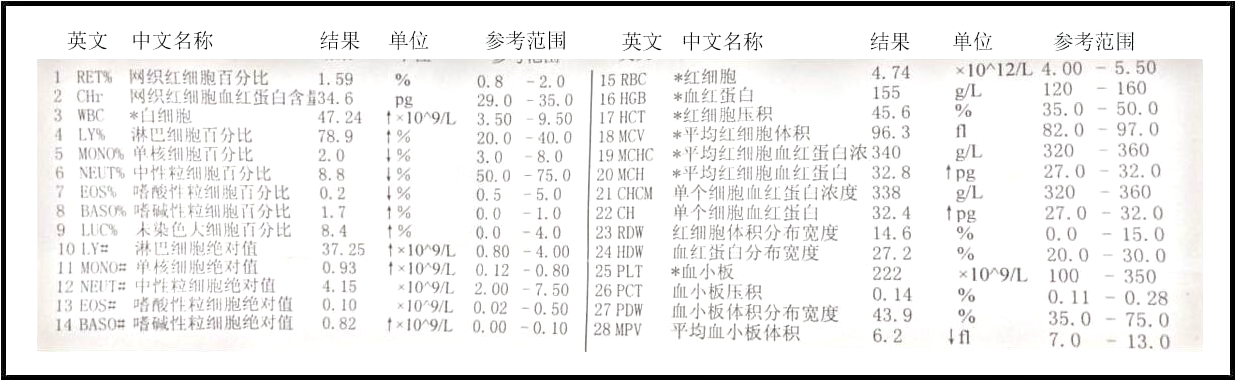 英文 中文名称 结果 单位 参考范围
1 RET% 网织红细胞百分比 1.59 % 0.8 - 2.0
2 CHr 网织红细胞血红蛋白含量 34.6 pg 29.0 - 35.0
3 WBC *白细胞 47.24 ↑×10^9/L 3.50 - 9.50
4 LY% 淋巴细胞百分比 78.9 ↑% 20.0 - 40.0
5 MONO% 单核细胞百分比 2.0 ↓% 3.0 - 8.0
6 NEUT% 中性粒细胞百分比 8.8 ↓% 50.0 - 75.0
7 EOS% 嗜酸性粒细胞百分比 0.2 ↓% 0.5 - 5.0
8 BASO% 嗜碱性粒细胞百分比 1.7 ↑% 0.0 - 1.0
9 LUC% 未染色大细胞百分比 8.4 ↑% 0.0 - 4.0
10 LY# 淋巴细胞绝对值 37.25 ↑×10^9/L 0.80 - 4.00
11 MONO# 单核细胞绝对值 0.93 ↑×10^9/L 0.12 - 0.80
12 NEUT# 中性粒细胞绝对值 4.15 ×10^9/L 2.00 - 7.50
13 EOS# 嗜酸性粒细胞绝对值 0.10 ×10^9/L 0.02 - 0.50
14 BASO# 嗜碱性粒细胞绝对值 0.82 ↑×10^9/L 0.00 - 0.10
英文 中文名称 结果 单位 参考范围
15 RBC *红细胞 4.74 ×10^12/L 4.00 - 5.50
16 HGB *血红蛋白 155 g/L 120 - 160
17 HCT *红细胞压积 45.6 % 35.0 - 50.0
18 MCV *平均红细胞体积 96.3 fl 82.0 - 97.0
19 MCHC *平均红细胞血红蛋白浓 340 g/L 320 - 360
20 MCH *平均红细胞血红蛋白 32.8 ↑pg 27.0 - 32.0
21 CHCM 单个细胞血红蛋白浓度 338 g/L 320 - 360
22 CH 单个细胞血红蛋白 32.4 ↑pg 27.0 - 32.0
23 RDW 红细胞体积分布宽度 14.6 % 0.0 - 15.0
24 HDW 血红蛋白分布宽度 27.2 % 20.0 - 30.0
25 PLT *血小板 222 ×10^9/L 100 - 350
26 PCT 血小板压积 0.14 % 0.11 - 0.28
27 PDW 血小板体积分布宽度 43.9 % 35.0 - 75.0
28 MPV 平均血小板体积 6.2 ↓fl 7.0 - 13.0